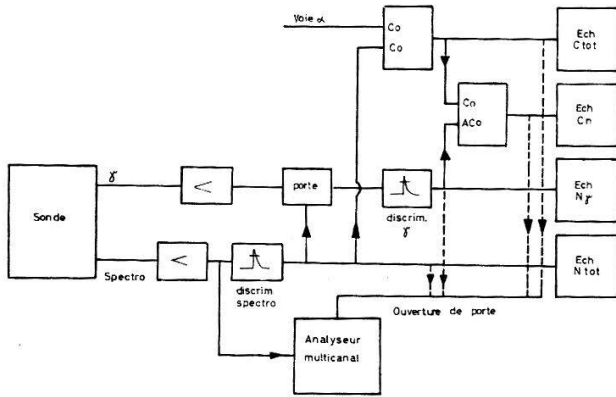 Voie α
Co
Co
Ech
C tot
Co
ACo
Ech
Cn
γ
<
porte
discrim.
γ
Ech
Nγ
Sonde
Spectro
<
discrim
spectro
Ech
N tot
Ouverture de porte
Analyseur
multicanal